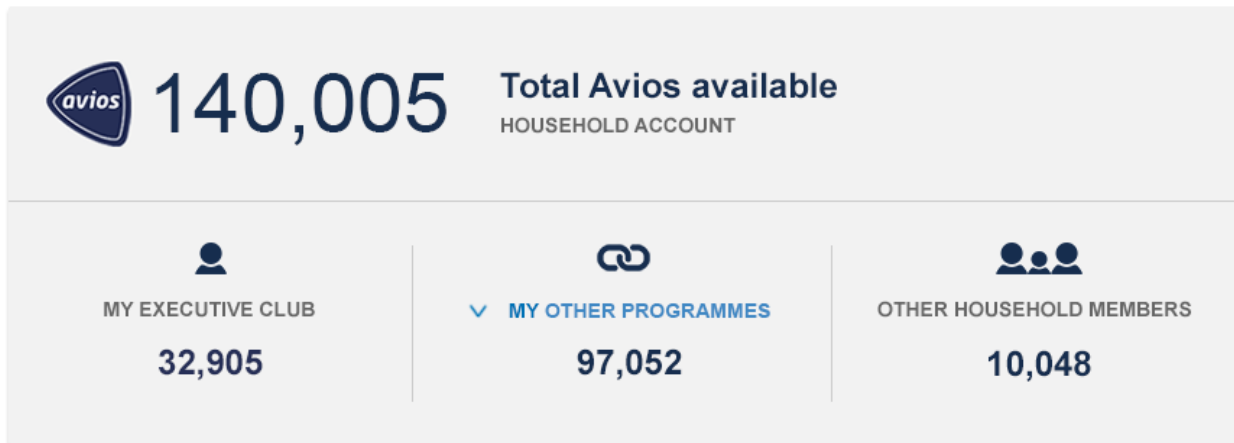 avios
140,005
Total Avios available
HOUSEHOLD ACCOUNT
MY EXECUTIVE CLUB
32,905
MY OTHER PROGRAMMES
97,052
OTHER HOUSEHOLD MEMBERS
10,048